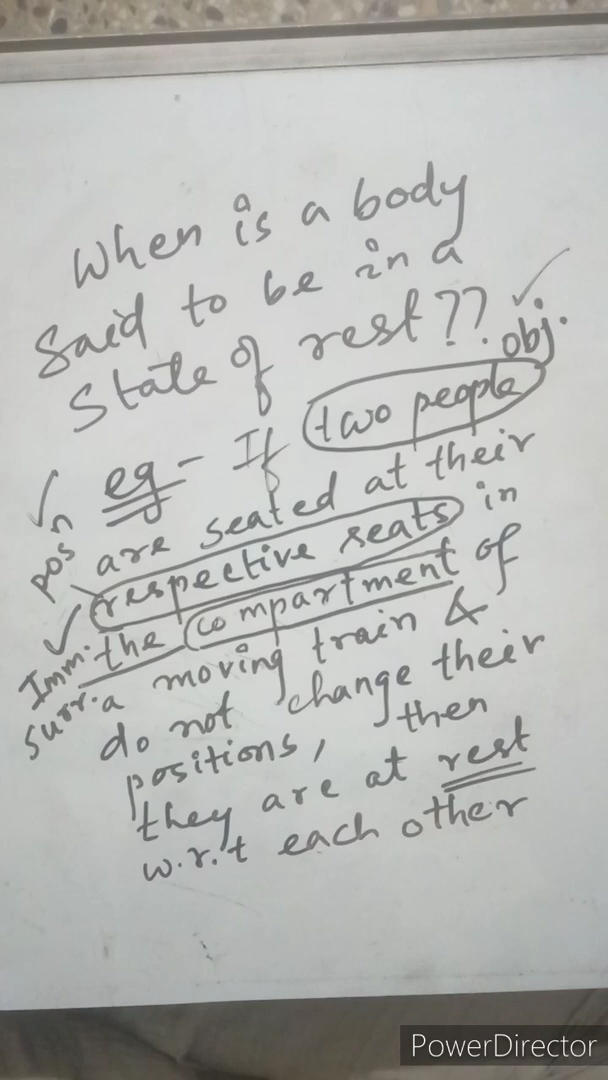 When is a body
said to be in a
state of rest??
obj.
eg - If two people
posn are seated at their
respective seats in
Imm. the compartment of
surr. a moving train &
do not change their
positions, then
they are at rest
w.r.t each other
PowerDirector